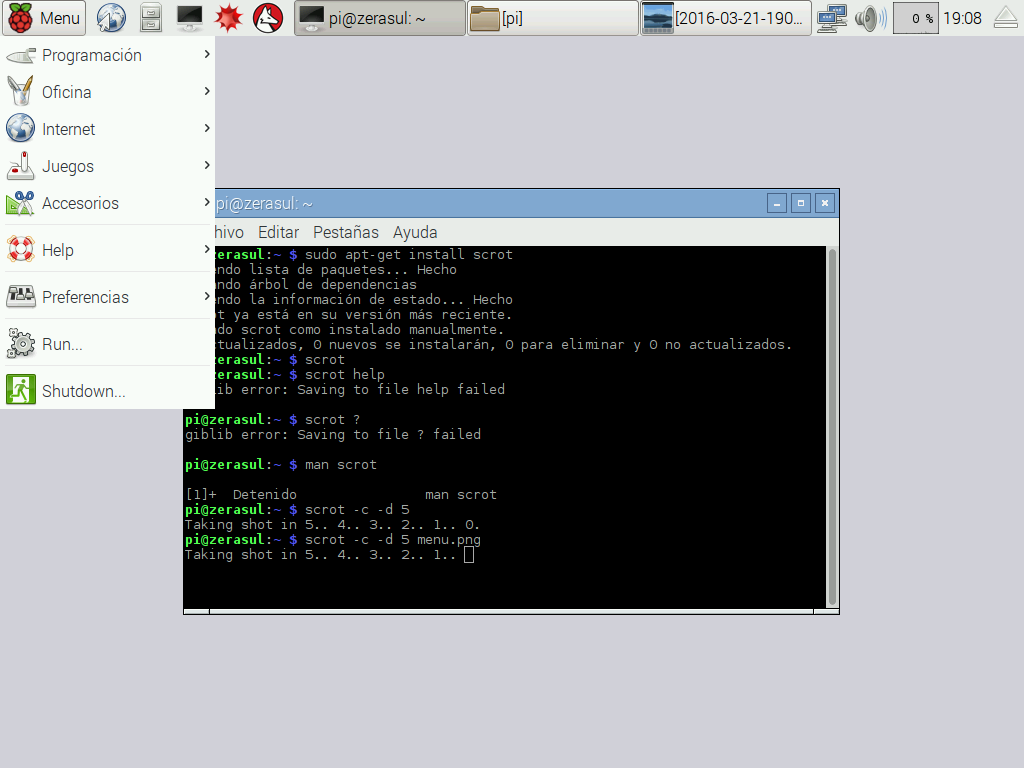 Menu
pi@zerasul: ~
[pi]
[2016-03-21-190...
0 %
19:08
Programación
Oficina
Internet
Juegos
Accesorios
Help
Preferencias
Run...
Shutdown...
pi@zerasul: ~
hivo Editar Pestañas Ayuda
zerasul:~ $ sudo apt-get install scrot
endo lista de paquetes... Hecho
ando árbol de dependencias
endo la información de estado... Hecho
ot ya está en su versión más reciente.
do scrot como instalado manualmente.
ctualizados, 0 nuevos se instalarán, 0 para eliminar y 0 no actualizados.
zerasul:~ $ scrot
zerasul:~ $ scrot help
lib error: Saving to file help failed
pi@zerasul:~ $ scrot ?
giblib error: Saving to file ? failed
pi@zerasul:~ $ man scrot
[1]+ Detenido man scrot
pi@zerasul:~ $ scrot -c -d 5
Taking shot in 5.. 4.. 3.. 2.. 1.. 0.
pi@zerasul:~ $ scrot -c -d 5 menu.png
Taking shot in 5.. 4.. 3.. 2.. 1..